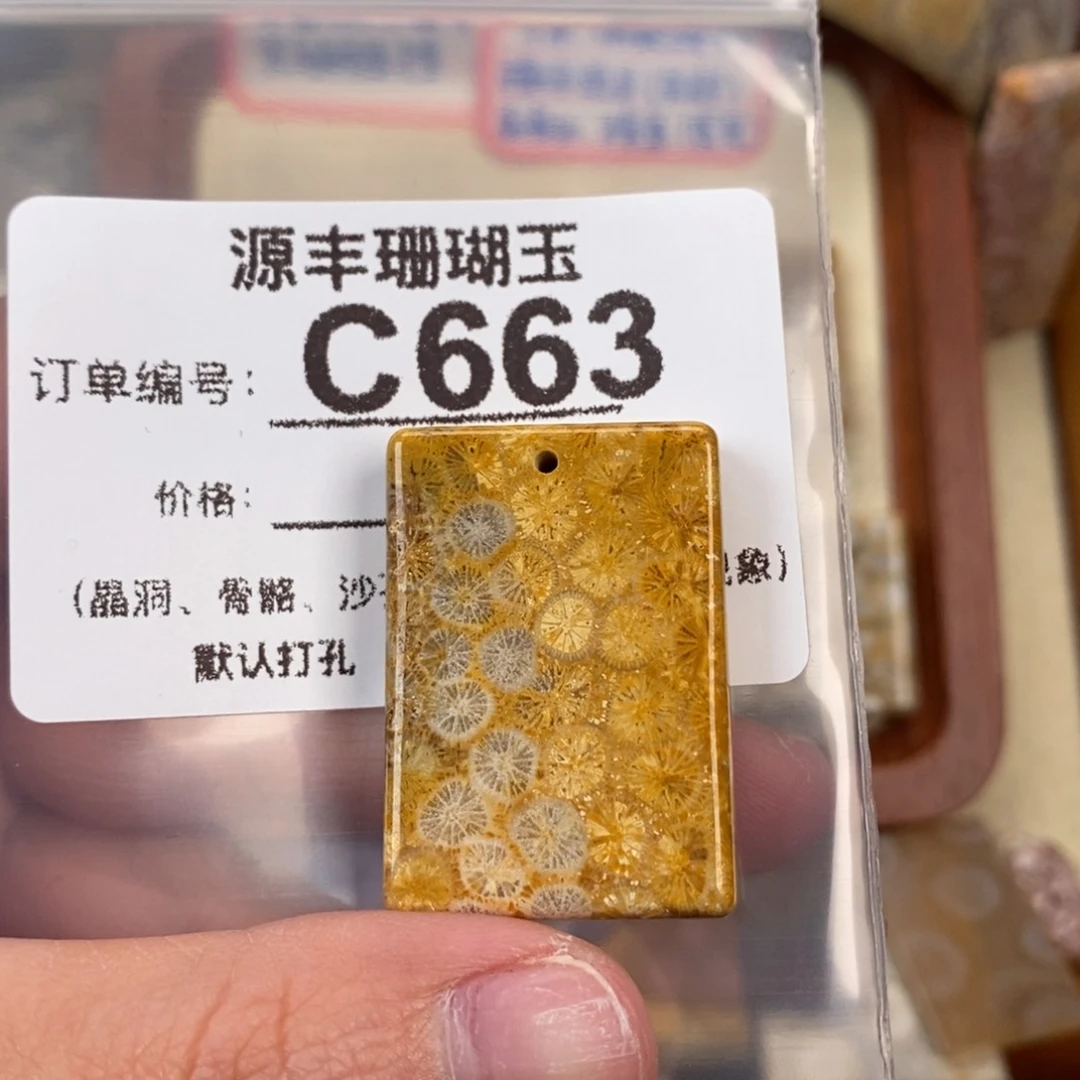 源丰珊瑚玉
订单编号: C663
价格:
(晶洞、骨骼、沙
默认打孔